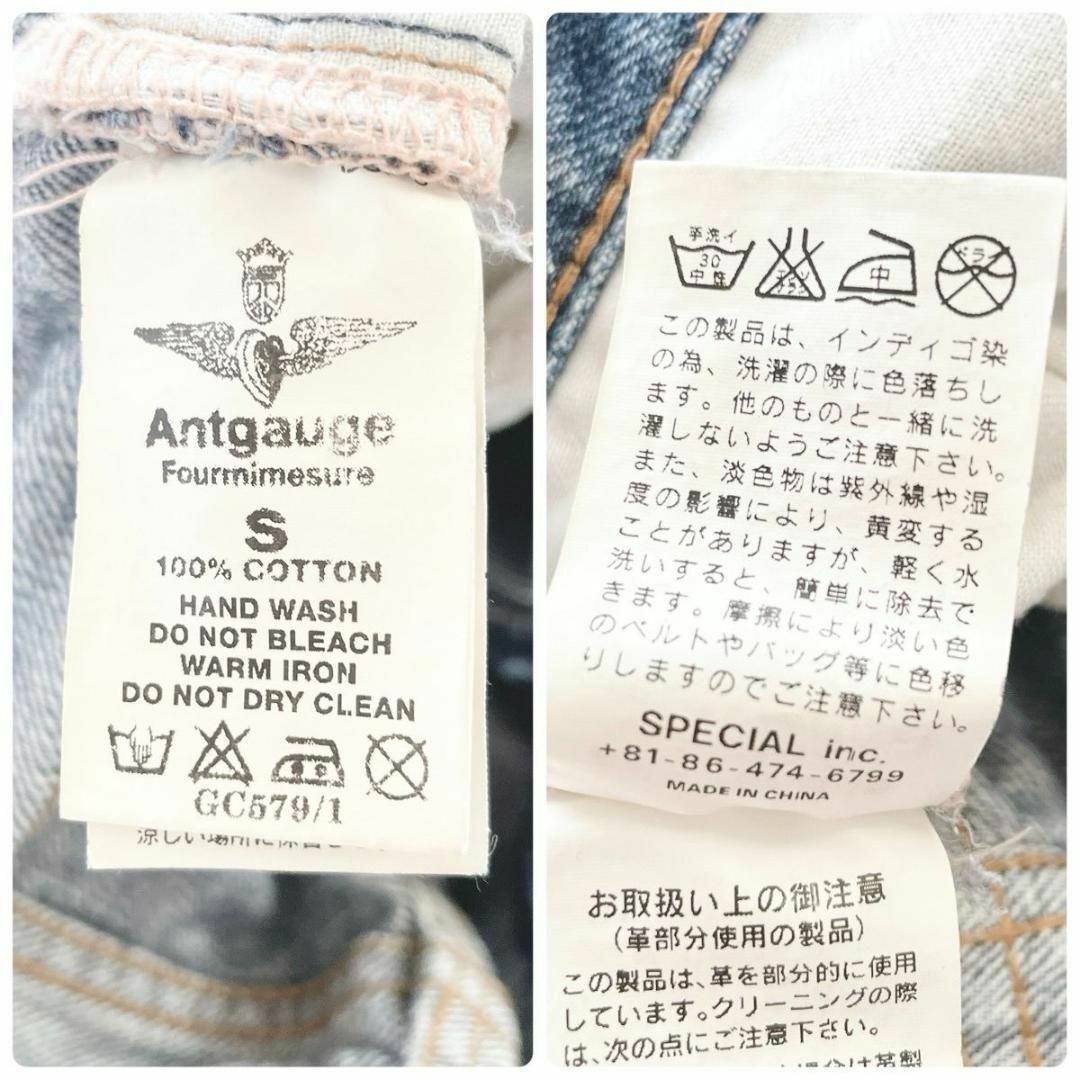 Antgauge
Fourmimesure
S
100% COTTON
HAND WASH
DO NOT BLEACH
WARM IRON
DO NOT DRY CLEAN
GC579/1
涼しい場所に保管
手洗イ
30
中性
中
ドライ
この製品は、インディゴ染
の為、洗濯の際に色落ちし
ます。他のものと一緒に洗
濯しないようご注意下さい。
また、淡色物は紫外線や湿
度の影響により、黄変する
ことがありますが、軽く水
洗いすると、簡単に除去で
きます。摩擦により淡い色
のベルトやバッグ等に色移
りしますのでご注意下さい。
SPECIAL inc.
+81-86-474-6799
MADE IN CHINA
お取扱い上の御注意
(革部分使用の製品)
この製品は、革を部分的に使用
しています。クリーニングの際
は、次の点にご注意下さい。